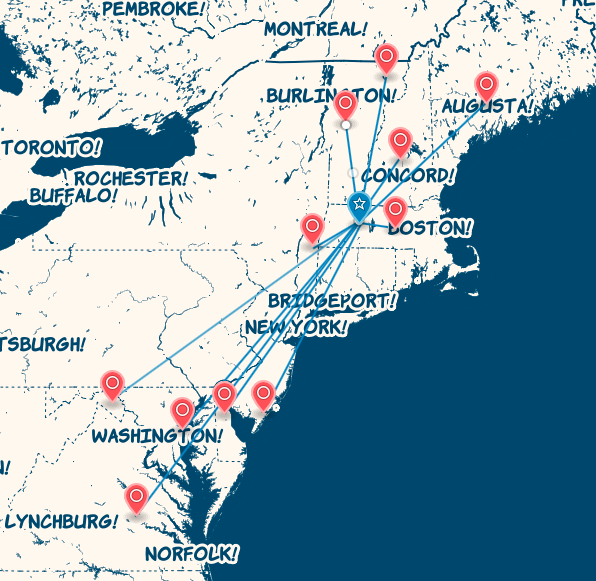 PEMBROKE!
MONTREAL!
BURLINGTON!
AUGUSTA!
TORONTO!
ROCHESTER!
CONCORD!
BUFFALO!
BOSTON!
BRIDGEPORT!
NEW YORK!
TSBURGH!
WASHINGTON!
LYNCHBURG!
NORFOLK!